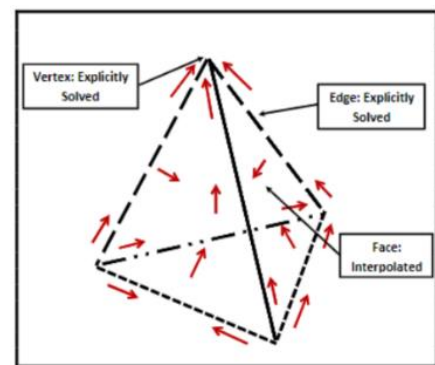 Vertex: Explicitly
Solved
Edge: Explicitly
Solved
Face:
Interpolated